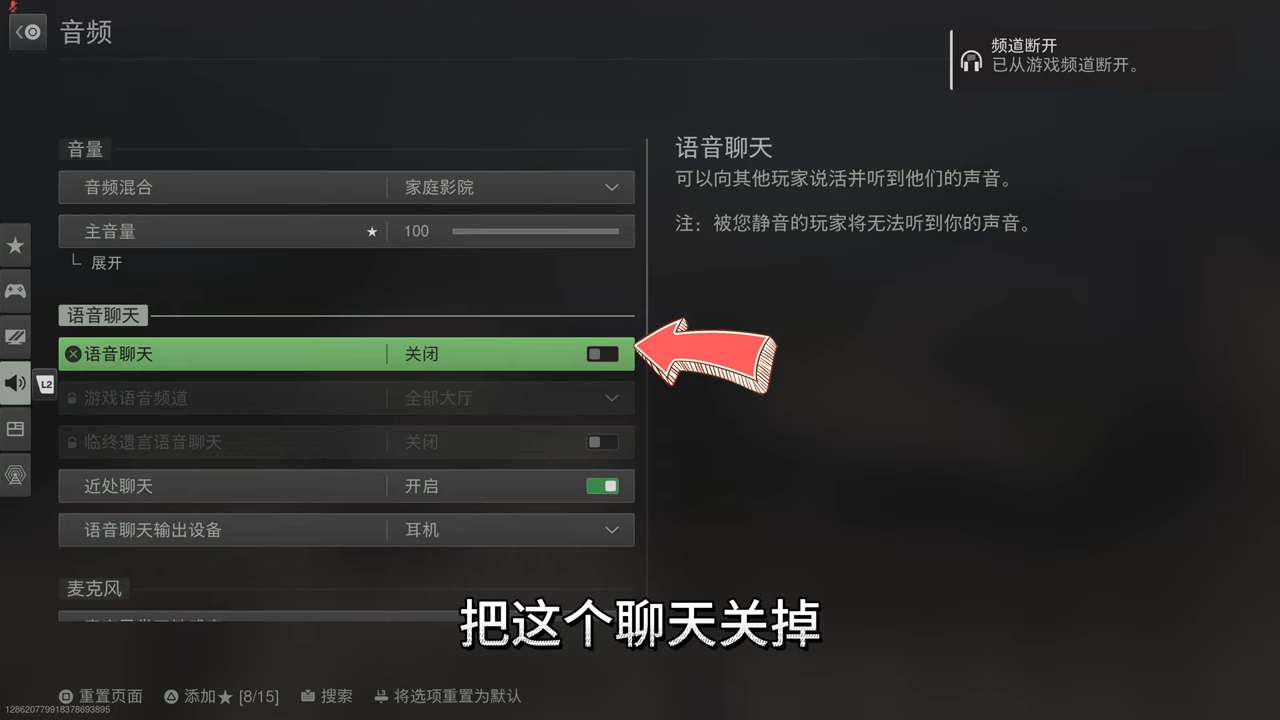 音频
频道断开
已从游戏频道断开。
音量
音频混合 家庭影院
主音量 ★ 100
展开
语音聊天
语音聊天 关闭
游戏语音频道 全部大厅
临终遗言语音聊天 关闭
近处聊天 开启
语音聊天输出设备 耳机
麦克风
语音聊天
可以向其他玩家说活并听到他们的声音。
注：被您静音的玩家将无法听到你的声音。
L2
把这个聊天关掉
重置页面 添加★ [8/15] 搜索 L3 将选项重置为默认
128620779918378693895